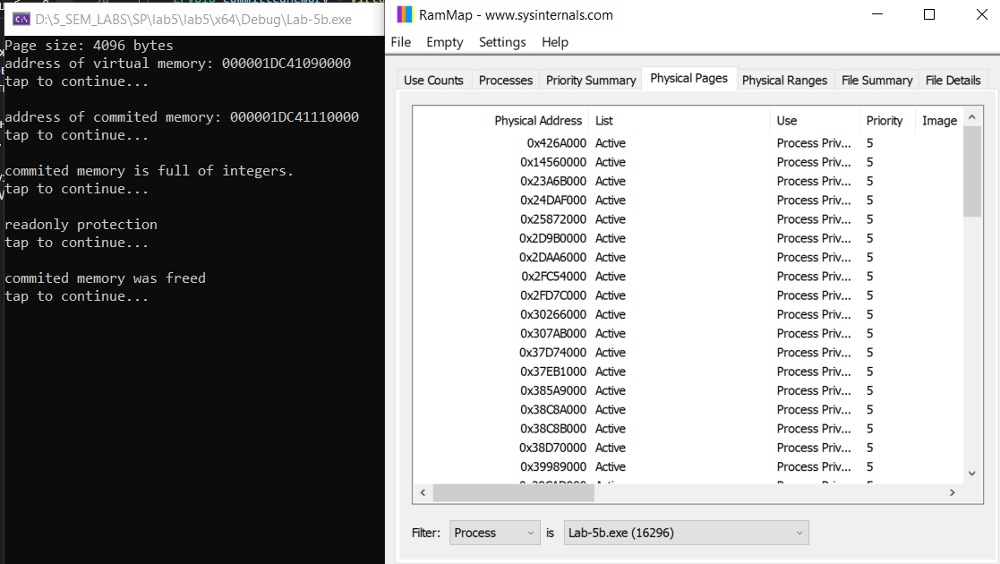 D:\5_SEM_LABS\SP\lab5\lab5\x64\Debug\Lab-5b.exe
Page size: 4096 bytes
address of virtual memory: 000001DC41090000
tap to continue...
address of commited memory: 000001DC41110000
tap to continue...
commited memory is full of integers.
tap to continue...
readonly protection
tap to continue...
commited memory was freed
tap to continue...
RamMap - www.sysinternals.com
File Empty Settings Help
Use Counts Processes Priority Summary Physical Pages Physical Ranges File Summary File Details
Physical Address List Use Priority Image
0x426A000 Active Process Priv... 5
0x14560000 Active Process Priv... 5
0x23A6B000 Active Process Priv... 5
0x24DAF000 Active Process Priv... 5
0x25872000 Active Process Priv... 5
0x2D9B0000 Active Process Priv... 5
0x2DAA6000 Active Process Priv... 5
0x2FC54000 Active Process Priv... 5
0x2FD7C000 Active Process Priv... 5
0x30266000 Active Process Priv... 5
0x307AB000 Active Process Priv... 5
0x37D74000 Active Process Priv... 5
0x37EB1000 Active Process Priv... 5
0x385A9000 Active Process Priv... 5
0x38C8A000 Active Process Priv... 5
0x38C8B000 Active Process Priv... 5
0x38D70000 Active Process Priv... 5
0x39989000 Active Process Priv... 5
Filter: Process is Lab-5b.exe (16296)